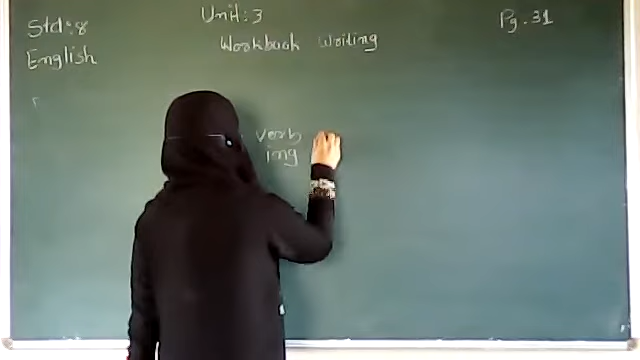 Std:8
Unit:3
Pg.31
English
Workbook writing
verb
ing